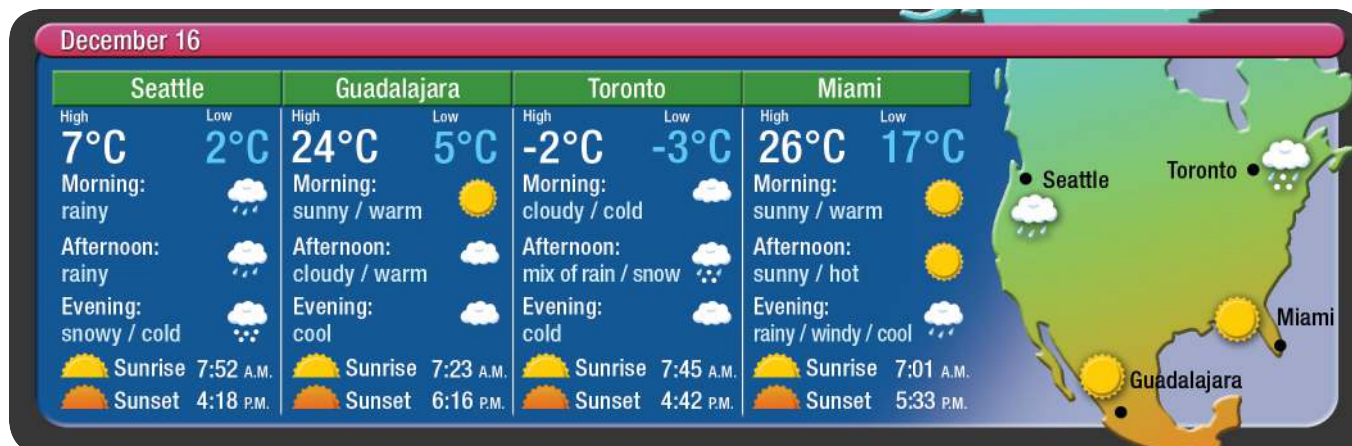 December 16
Seattle
High Low
7°C 2°C
Morning:
rainy
Afternoon:
rainy
Evening:
snowy / cold
Sunrise 7:52 A.M.
Sunset 4:18 P.M.
Guadalajara
High Low
24°C 5°C
Morning:
sunny / warm
Afternoon:
cloudy / warm
Evening:
cool
Sunrise 7:23 A.M.
Sunset 6:16 P.M.
Toronto
High Low
-2°C -3°C
Morning:
cloudy / cold
Afternoon:
mix of rain / snow
Evening:
cold
Sunrise 7:45 A.M.
Sunset 4:42 P.M.
Miami
High Low
26°C 17°C
Morning:
sunny / warm
Afternoon:
sunny / hot
Evening:
rainy / windy / cool
Sunrise 7:01 A.M.
Sunset 5:33 P.M.
Seattle
Toronto
Miami
Guadalajara